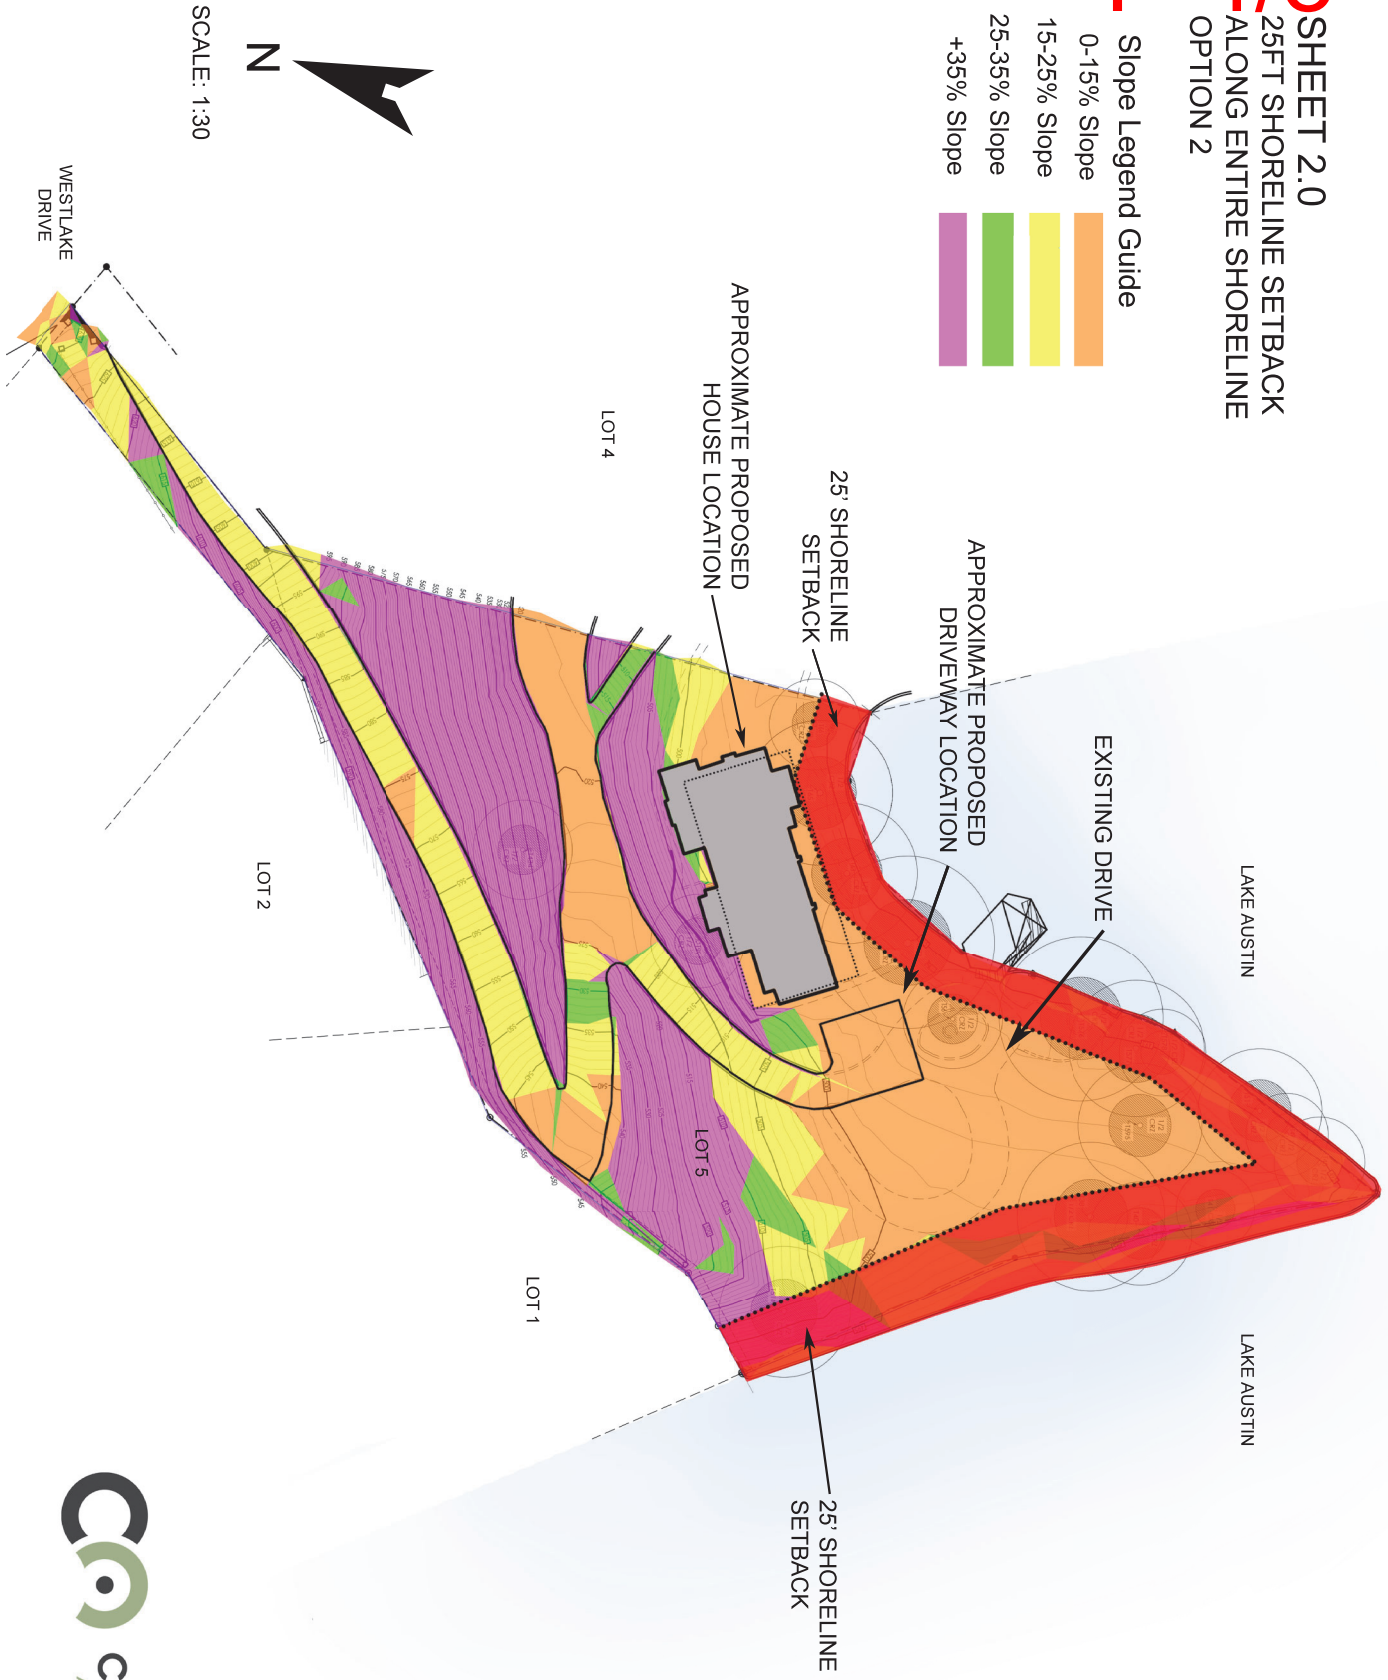 SHEET 2.0
25FT SHORELINE SETBACK
ALONG ENTIRE SHORELINE
OPTION 2
Slope Legend Guide
0-15% Slope
15-25% Slope
25-35% Slope
+35% Slope
N
SCALE: 1:30
WESTLAKE
DRIVE
LOT 4
APPROXIMATE PROPOSED
HOUSE LOCATION
25' SHORELINE
SETBACK
APPROXIMATE PROPOSED
DRIVEWAY LOCATION
EXISTING DRIVE
LAKE AUSTIN
LOT 2
LOT 5
LOT 1
LAKE AUSTIN
25' SHORELINE
SETBACK